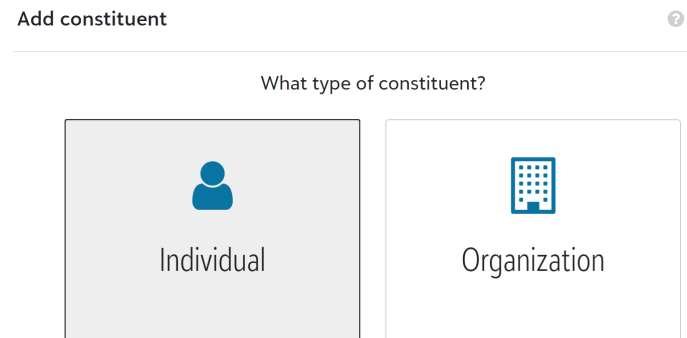 Add constituent
?
What type of constituent?
Individual
Organization